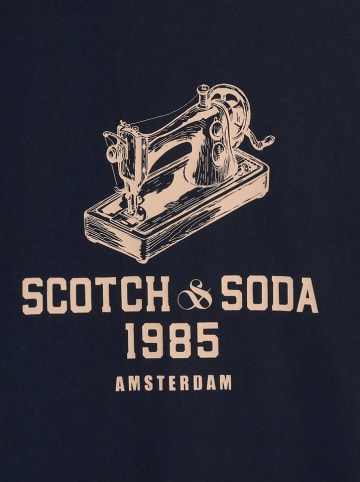 SCOTCH & SODA
1985
AMSTERDAM